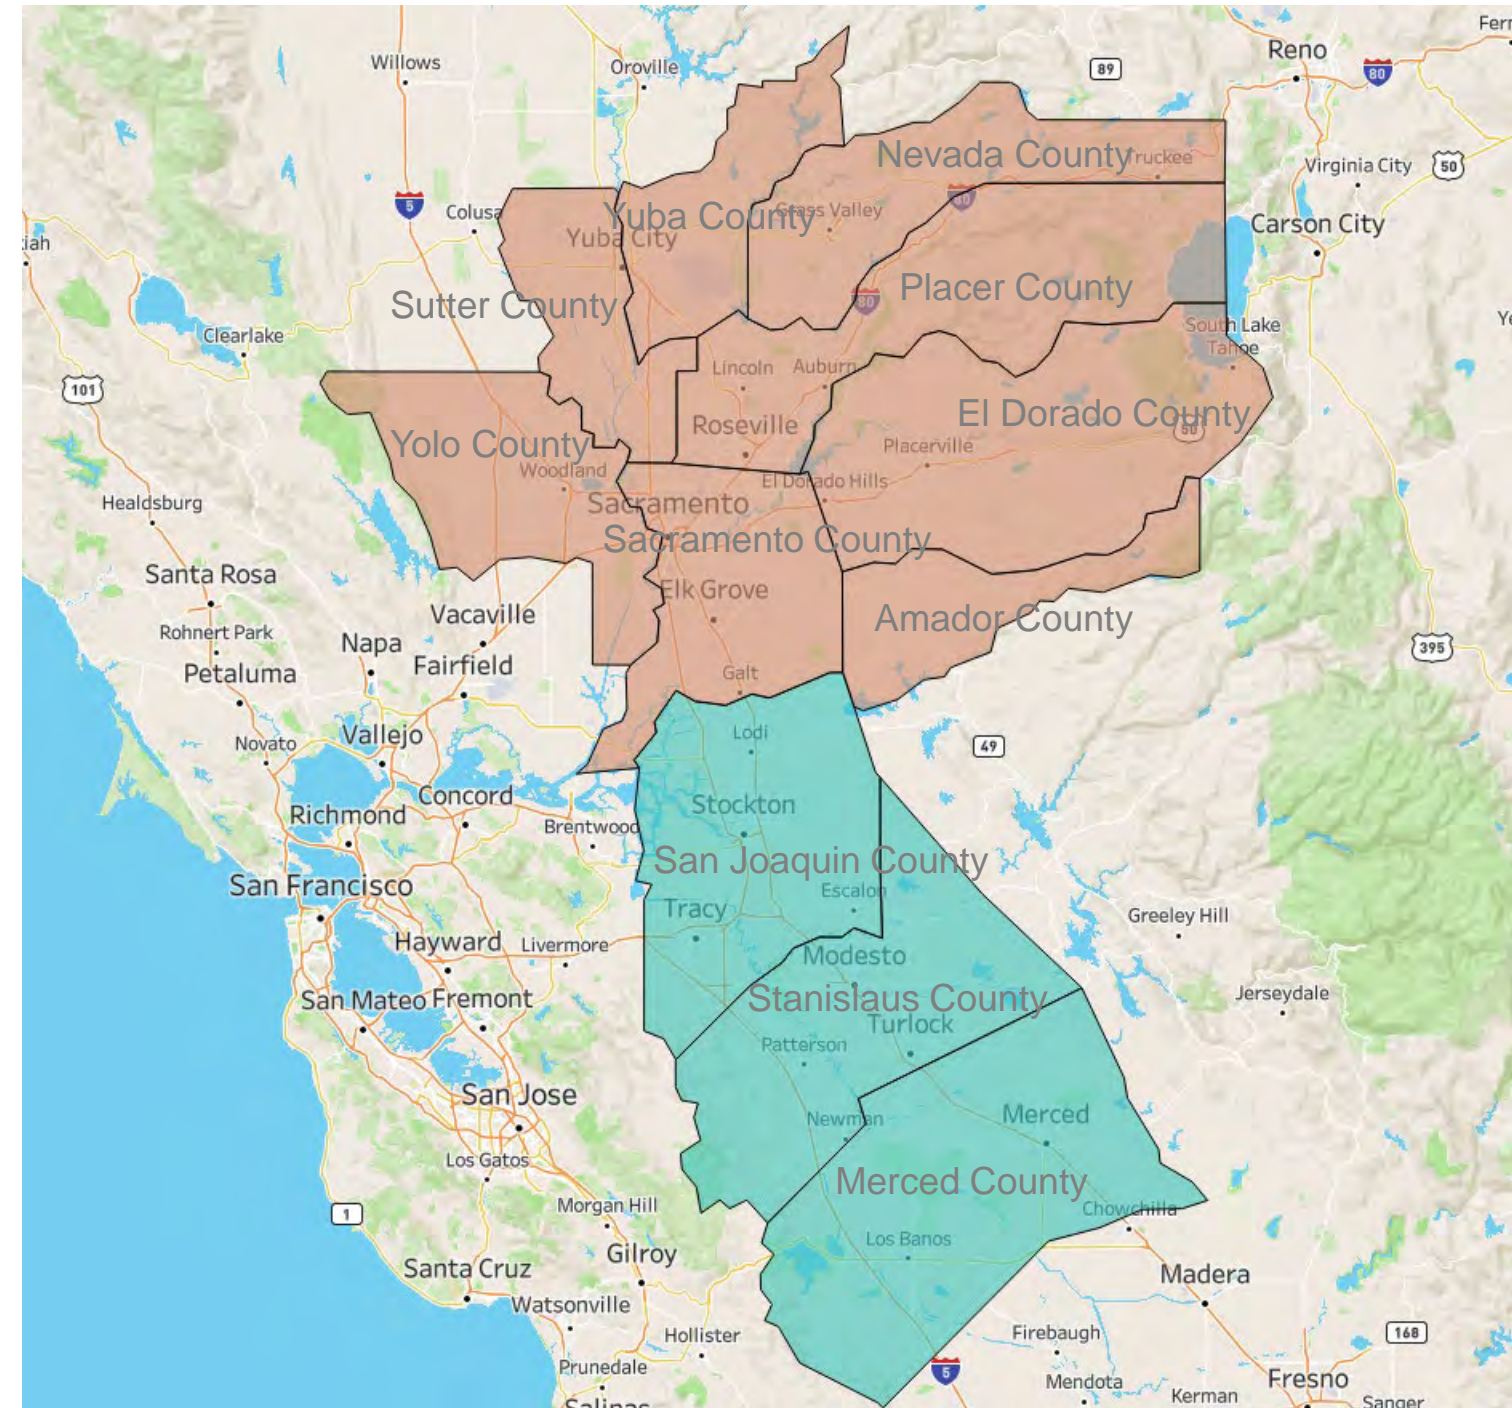 Fern
Reno
Willows
Oroville
89
80
Virginia City
50
Nevada County
Truckee
5
Colusa
Yuba County
Grass Valley
80
Carson City
Yuba City
iah
Placer County
Sutter County
80
Ye
Clearlake
South Lake
Tahoe
101
Lincoln
Auburn
El Dorado County
Roseville
50
Yolo County
Placerville
Woodland
El Dorado Hills
Healdsburg
Sacramento
Sacramento County
Santa Rosa
Elk Grove
Vacaville
Amador County
Rohnert Park
Napa
395
Petaluma
Fairfield
Galt
Novato
Vallejo
Lodi
49
Richmond
Concord
Stockton
Brentwood
San Joaquin County
San Francisco
Escalon
Tracy
Greeley Hill
Hayward
Livermore
Modesto
San Mateo
Fremont
Stanislaus County
Jerseydale
Turlock
Patterson
San Jose
Newman
Merced
Los Gatos
Merced County
Morgan Hill
1
Chowchilla
Los Banos
Gilroy
Santa Cruz
Madera
Watsonville
Hollister
Firebaugh
168
Prunedale
5
Mendota
Fresno
Kerman
Sanger
Salinas